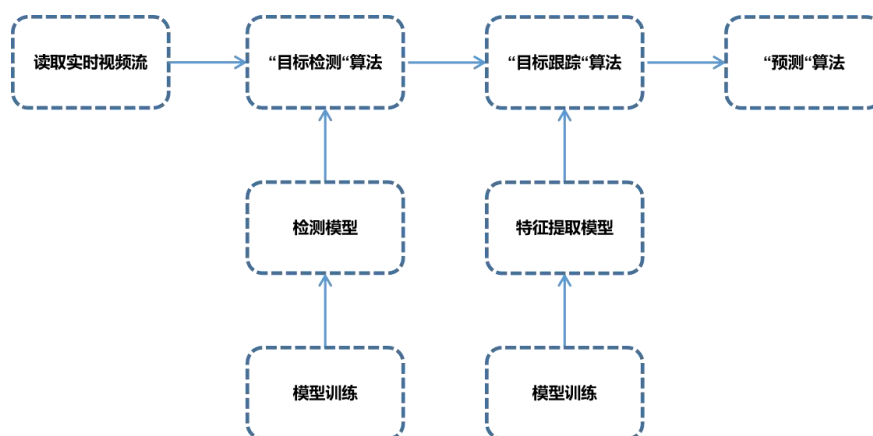 读取实时视频流
“目标检测“算法
“目标跟踪“算法
“预测“算法
检测模型
特征提取模型
模型训练
模型训练